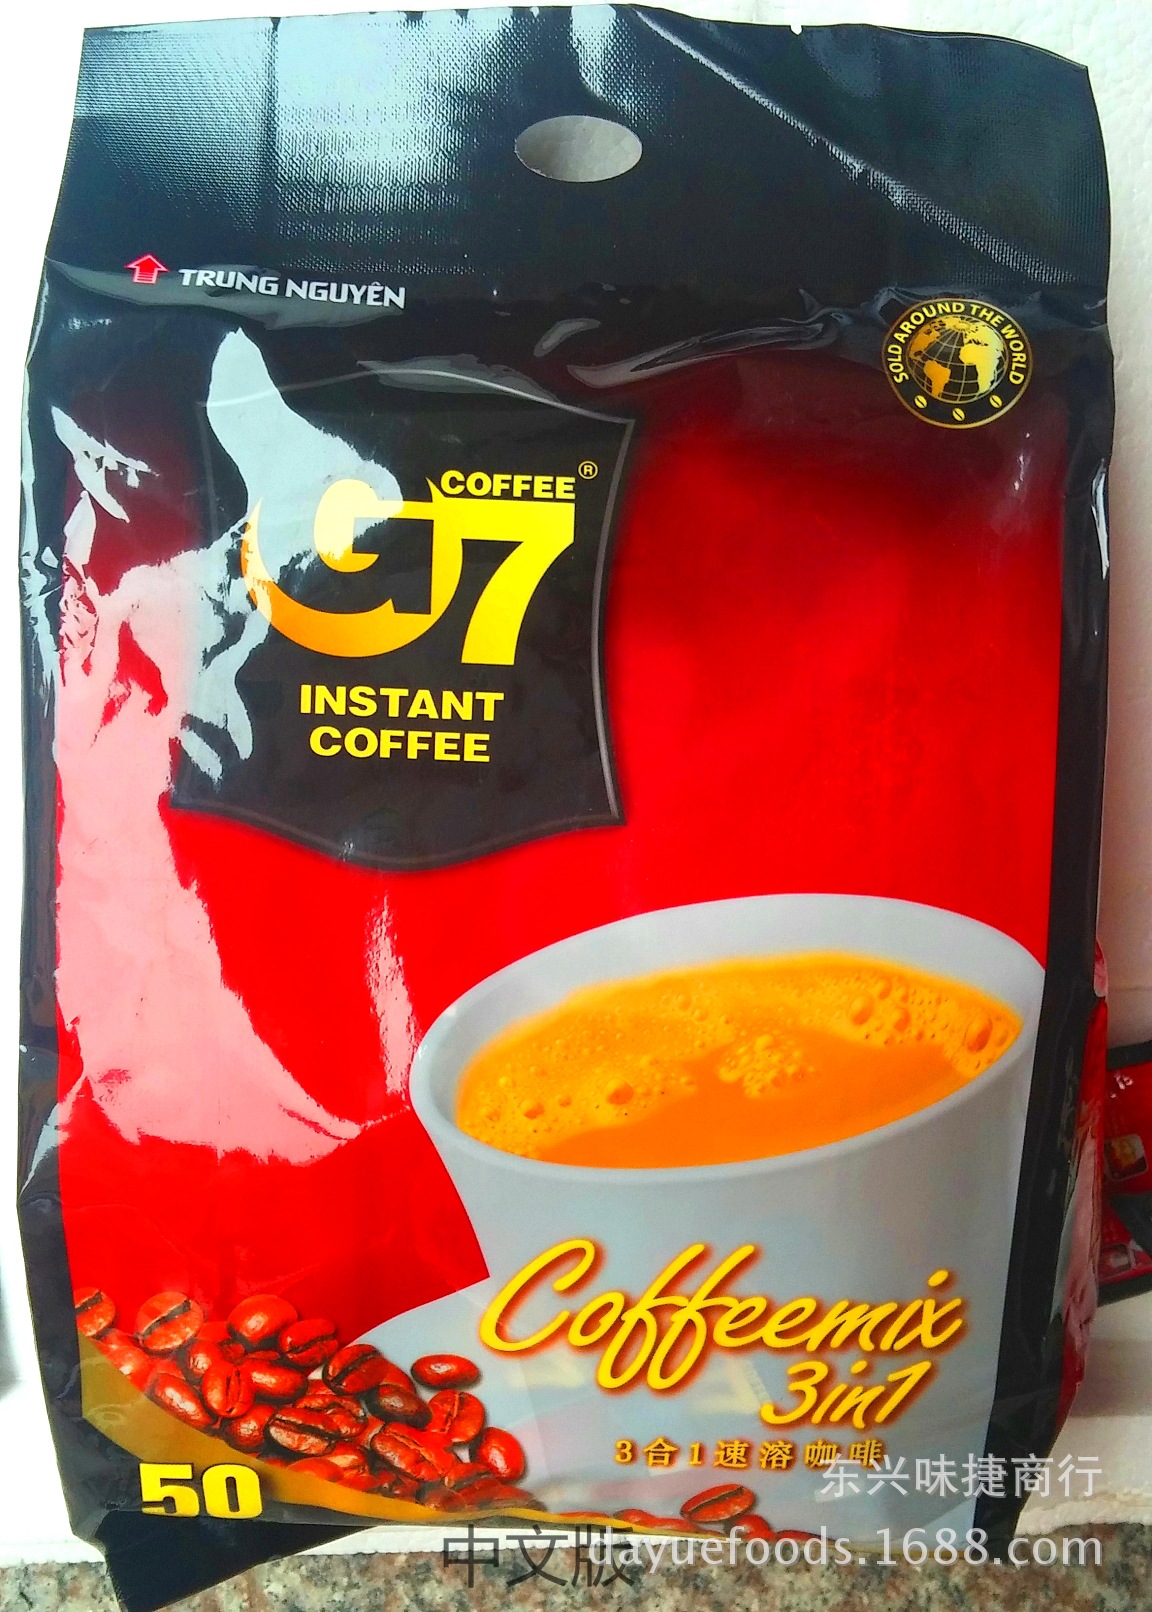 TRUNG NGUYÊN
SOLD AROUND THE WORLD
COFFEE®
G7
INSTANT
COFFEE
Coffeemix
3in1
3合1速溶咖啡
东兴味捷商行
50
中文版
dayuefoods.1688.com